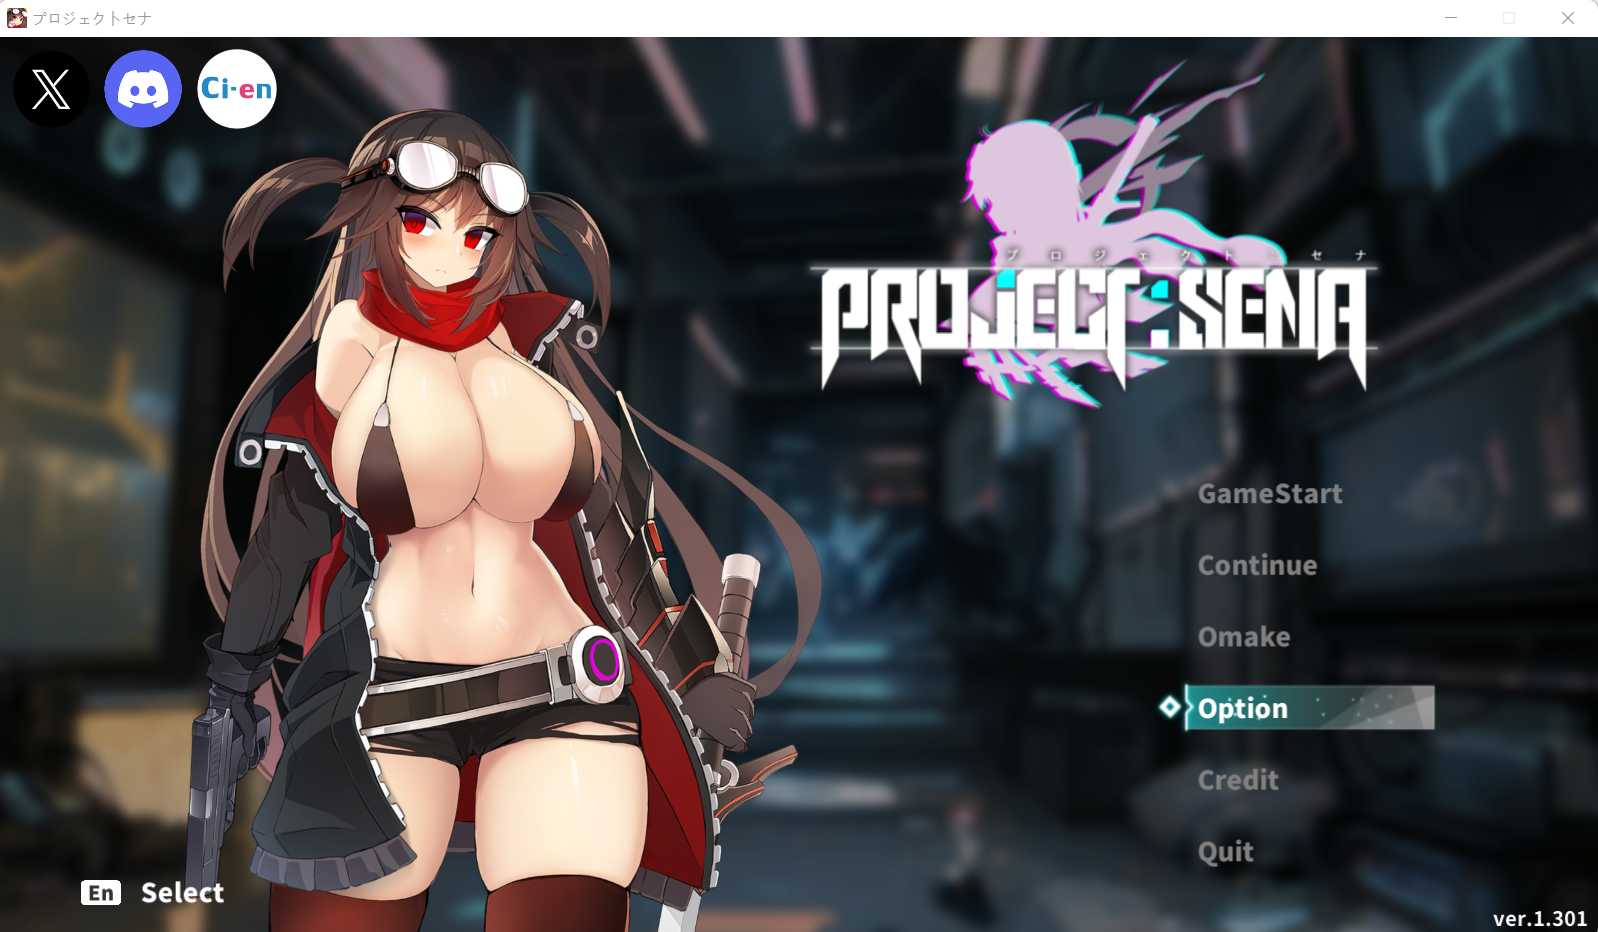 プロジェクトセナ
X
Ci-en
プロジェクト:セナ
PROJECT:SENA
GameStart
Continue
Omake
Option
Credit
Quit
En Select
ver.1.301